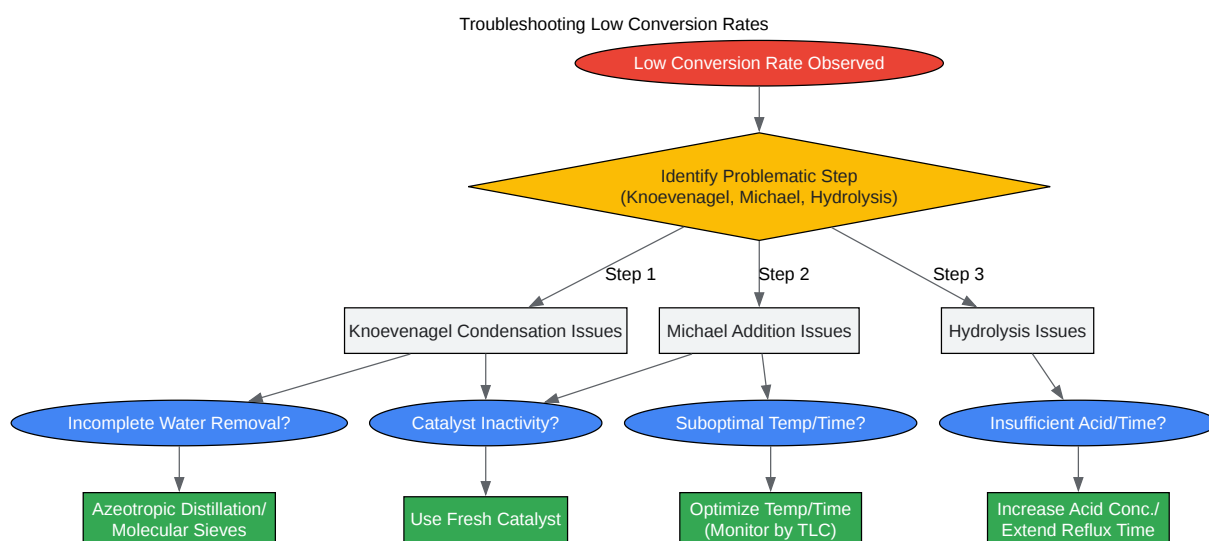 Troubleshooting Low Conversion Rates
Low Conversion Rate Observed
Identify Problematic Step
(Knoevenagel, Michael, Hydrolysis)
Step 1
Step 2
Step 3
Knoevenagel Condensation Issues
Michael Addition Issues
Hydrolysis Issues
Incomplete Water Removal?
Catalyst Inactivity?
Suboptimal Temp/Time?
Insufficient Acid/Time?
Azeotropic Distillation/
Molecular Sieves
Use Fresh Catalyst
Optimize Temp/Time
(Monitor by TLC)
Increase Acid Conc./
Extend Reflux Time